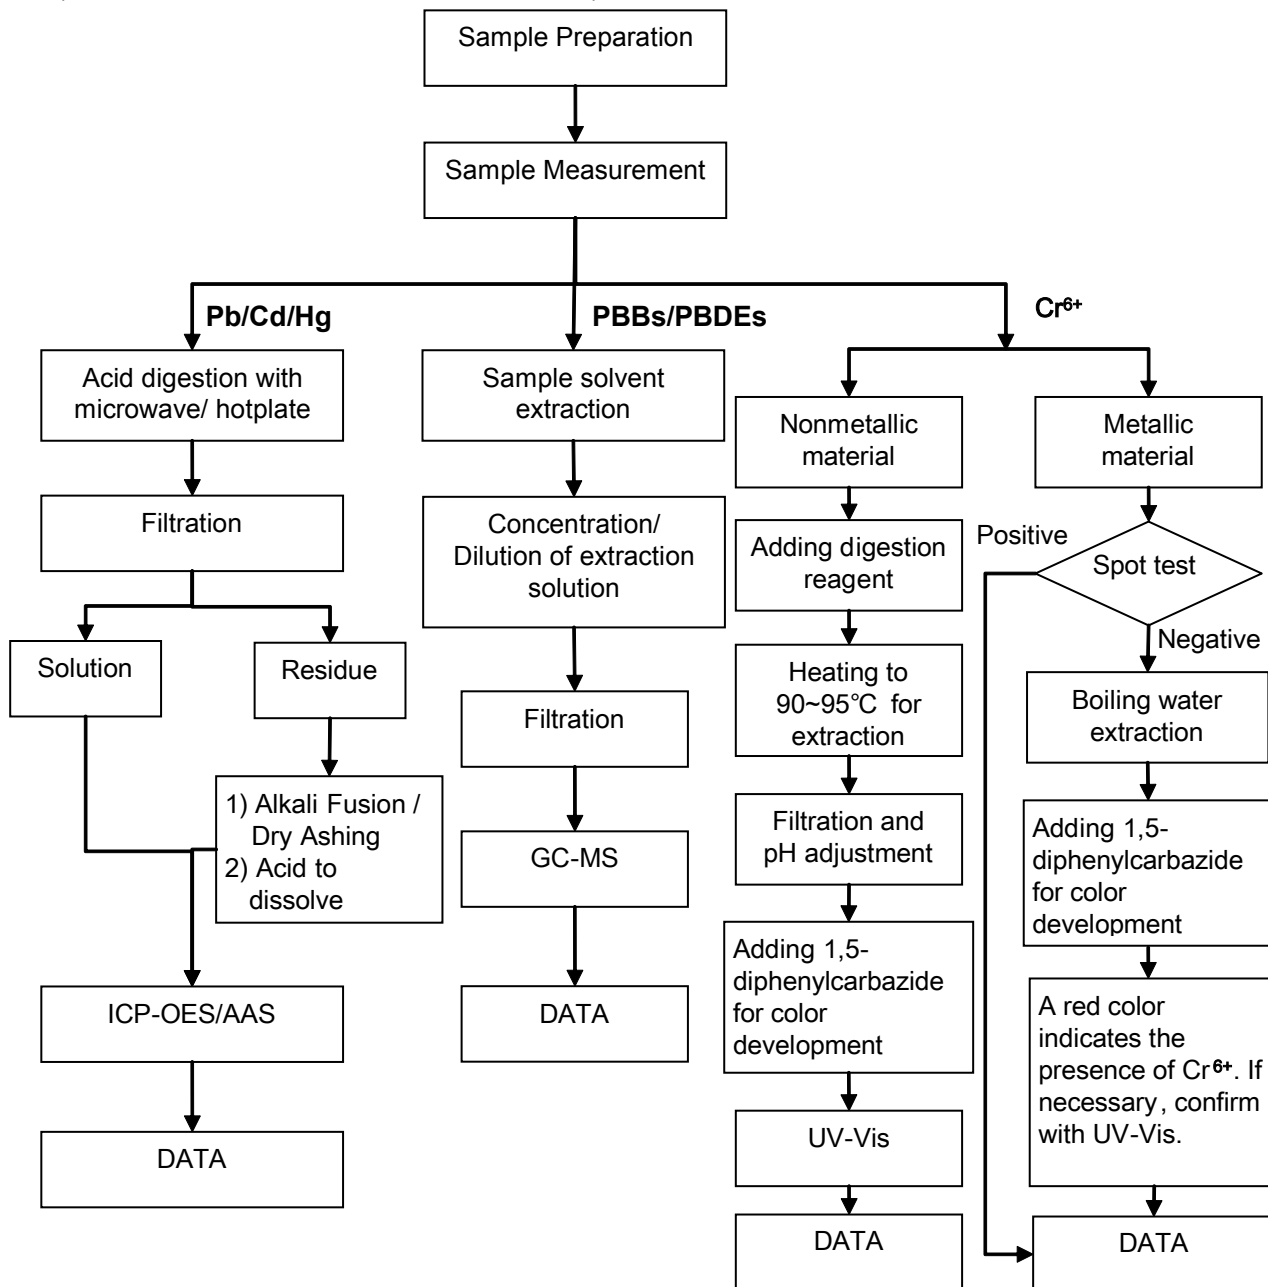 Sample Preparation
Sample Measurement
Pb/Cd/Hg
PBBs/PBDEs
Cr⁶⁺
Acid digestion with
microwave/ hotplate
Filtration
Solution
Residue
1) Alkali Fusion /
Dry Ashing
2) Acid to
dissolve
ICP-OES/AAS
DATA
Sample solvent
extraction
Concentration/
Dilution of extraction
solution
Filtration
GC-MS
DATA
Nonmetallic
material
Adding digestion
reagent
Heating to
90~95℃ for
extraction
Filtration and
pH adjustment
Adding 1,5-
diphenylcarbazide
for color
development
UV-Vis
DATA
Metallic
material
Positive
Spot test
Negative
Boiling water
extraction
Adding 1,5-
diphenylcarbazide
for color
development
A red color
indicates the
presence of Cr⁶⁺. If
necessary, confirm
with UV-Vis.
DATA